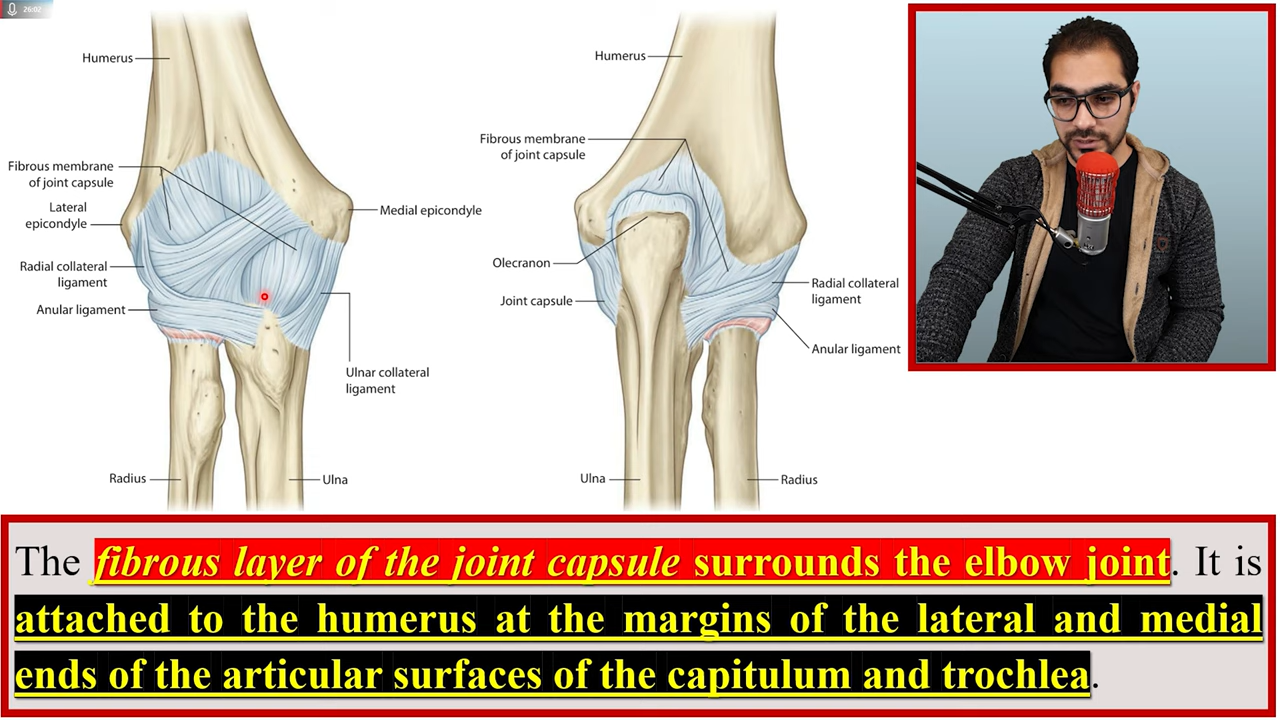 26:02
Humerus
Fibrous membrane
of joint capsule
Lateral
epicondyle
Radial collateral
ligament
Anular ligament
Medial epicondyle
Ulnar collateral
ligament
Radius
Ulna
Humerus
Fibrous membrane
of joint capsule
Olecranon
Joint capsule
Radial collateral
ligament
Anular ligament
Ulna
Radius
The fibrous layer of the joint capsule surrounds the elbow joint. It is
attached to the humerus at the margins of the lateral and medial
ends of the articular surfaces of the capitulum and trochlea.